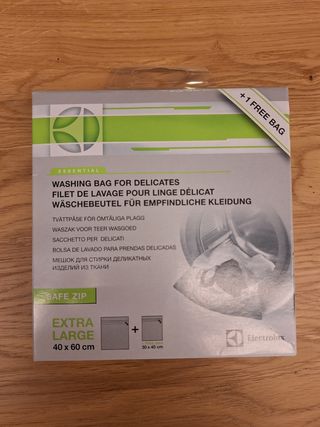 +1 FREE BAG
ESSENTIAL
WASHING BAG FOR DELICATES
FILET DE LAVAGE POUR LINGE DÉLICAT
WÄSCHEBEUTEL FÜR EMPFINDLICHE KLEIDUNG
TVÄTTPÅSE FÖR ÖMTÅLIGA PLAGG
WASZAK VOOR TEER WASGOED
SACCHETTO PER DELICATI
BOLSA DE LAVADO PARA PRENDAS DELICADAS
МЕШОК ДЛЯ СТИРКИ ДЕЛИКАТНЫХ
ИЗДЕЛИЙ ИЗ ТКАНИ
SAFE ZIP
EXTRA
LARGE
40 x 60 cm
+
30 x 40 cm
Electrolux